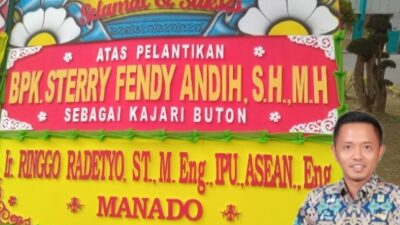 Selamat & Sukses
ATAS PELANTIKAN
BPK. STERRY FENDY ANDIH, S.H., M.H
SEBAGAI KAJARI BUTON
Ir. RINGGO RADETYO, ST., M. Eng., IPU., ASEAN., Eng
MANADO